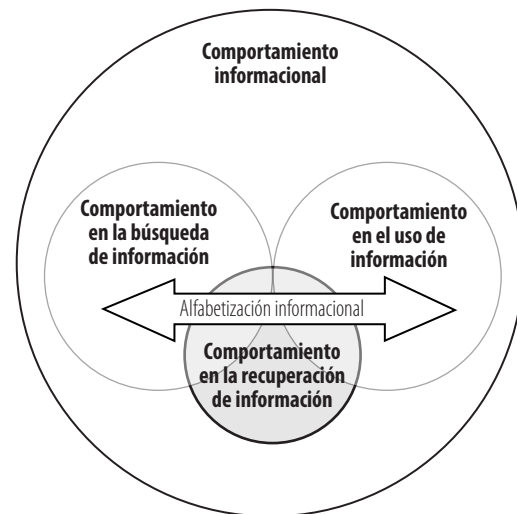 Comportamiento
informacional
Comportamiento
en la búsqueda
de información
Comportamiento
en el uso de
información
Alfabetización informacional
Comportamiento
en la recuperación
de información